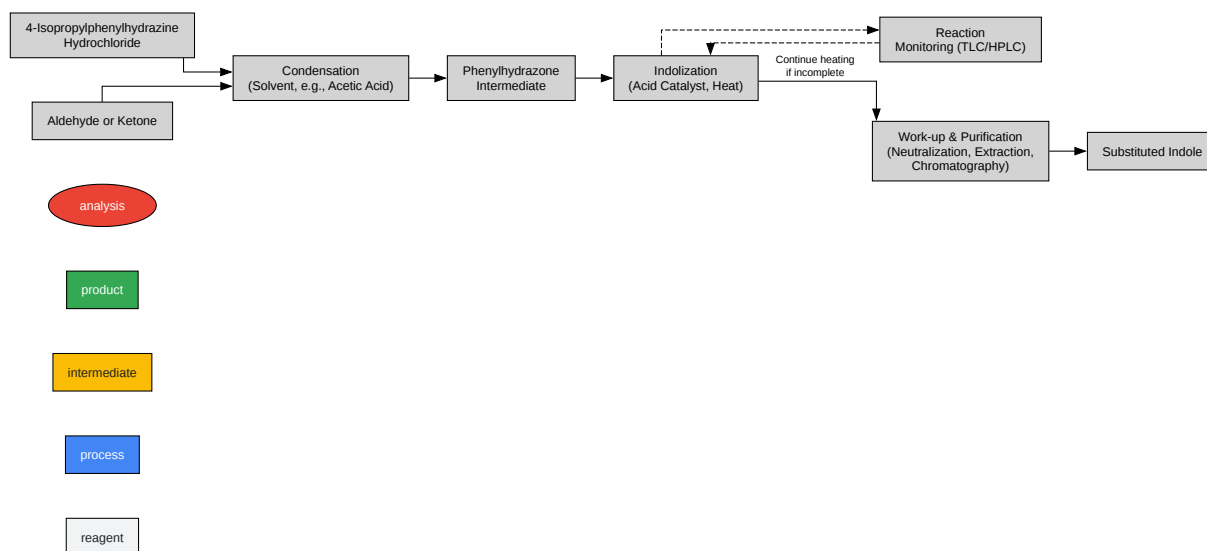 4-Isopropylphenylhydrazine
Hydrochloride
Aldehyde or Ketone
Condensation
(Solvent, e.g., Acetic Acid)
Phenylhydrazone
Intermediate
Indolization
(Acid Catalyst, Heat)
Reaction
Monitoring (TLC/HPLC)
Continue heating
if incomplete
Work-up & Purification
(Neutralization, Extraction,
Chromatography)
Substituted Indole
analysis
product
intermediate
process
reagent